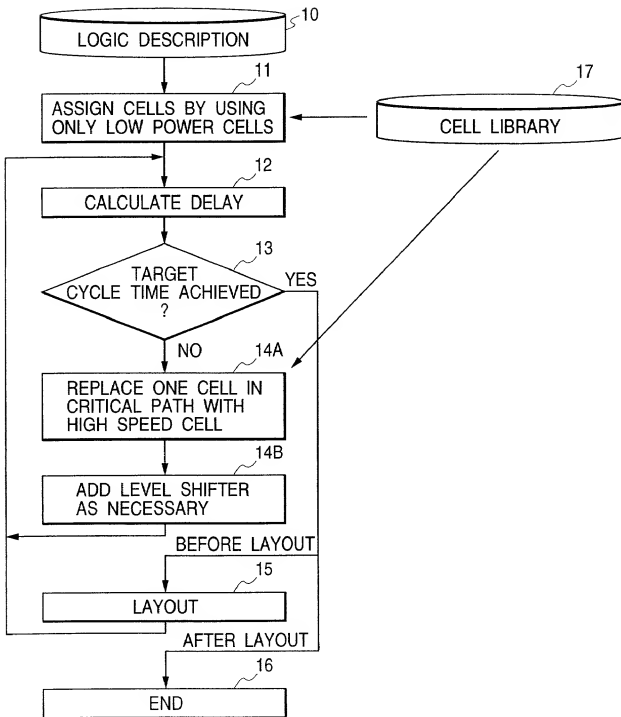 10
LOGIC DESCRIPTION
11
17
ASSIGN CELLS BY USING
ONLY LOW POWER CELLS
CELL LIBRARY
12
CALCULATE DELAY
13
TARGET
CYCLE TIME ACHIEVED
?
YES
NO
14A
REPLACE ONE CELL IN
CRITICAL PATH WITH
HIGH SPEED CELL
14B
ADD LEVEL SHIFTER
AS NECESSARY
BEFORE LAYOUT
15
LAYOUT
AFTER LAYOUT
16
END